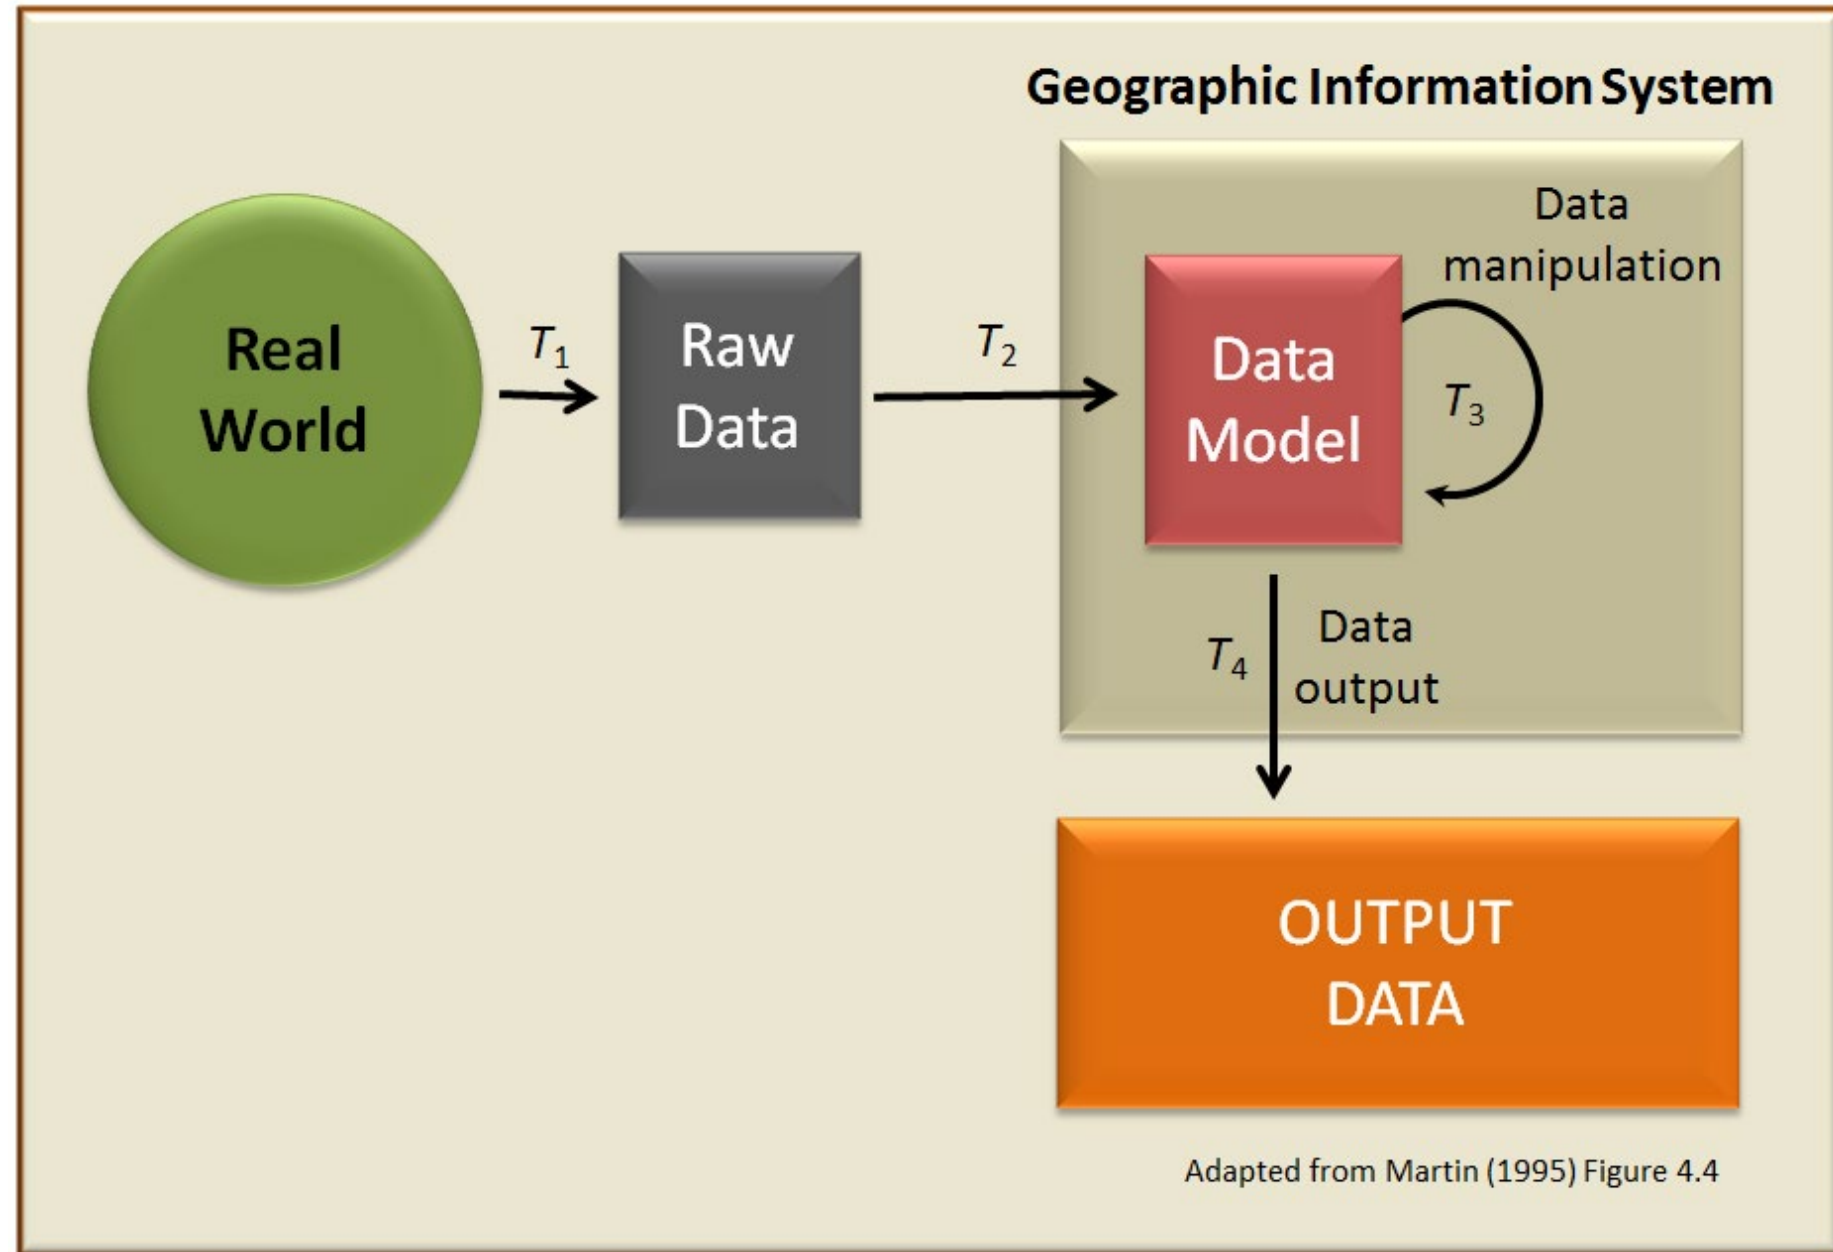 Geographic Information System
Real
World
T₁
Raw
Data
T₂
Data
Model
Data
manipulation
T₃
T₄
Data
output
OUTPUT
DATA
Adapted from Martin (1995) Figure 4.4